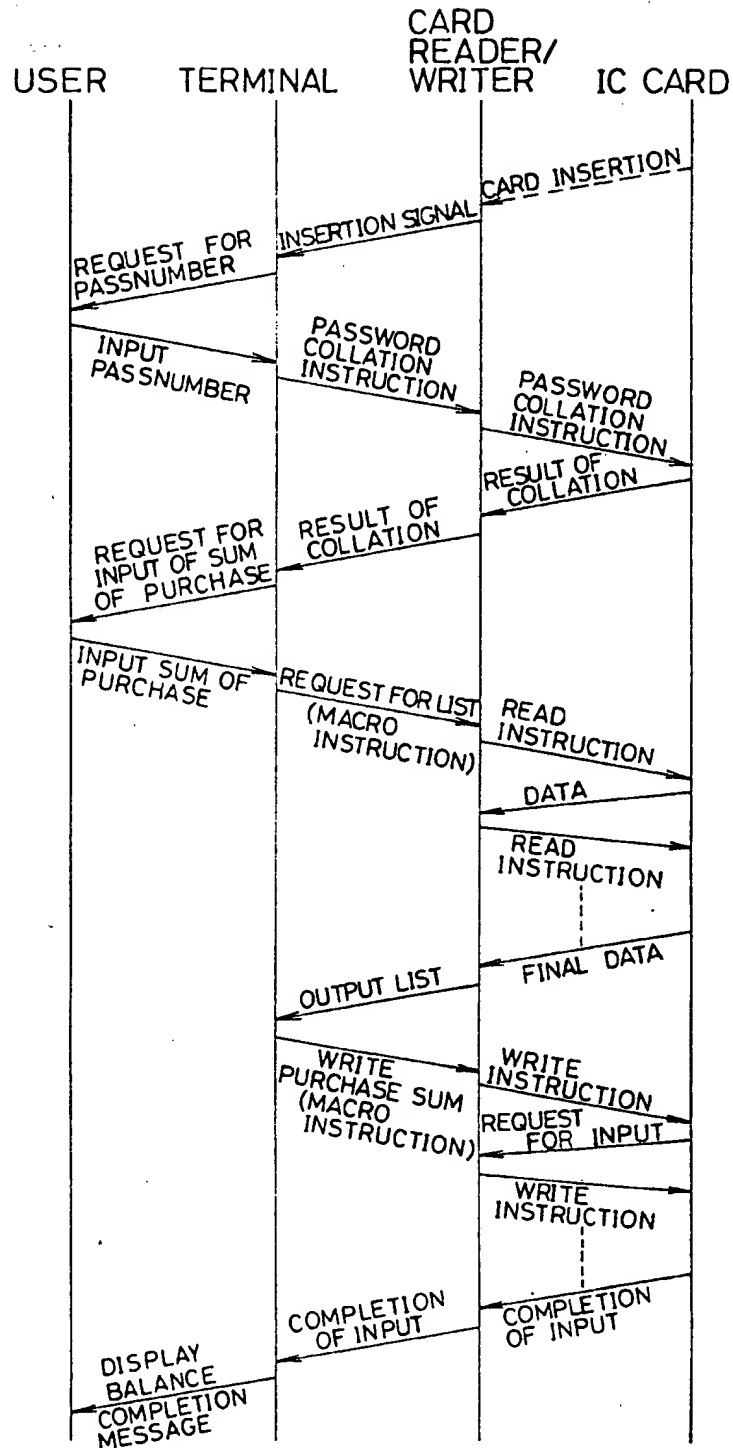 USER
TERMINAL
CARD
READER/
WRITER
IC CARD
CARD INSERTION
INSERTION SIGNAL
REQUEST FOR
PASSNUMBER
INPUT
PASSNUMBER
PASSWORD
COLLATION
INSTRUCTION
PASSWORD
COLLATION
INSTRUCTION
RESULT OF
COLLATION
RESULT OF
COLLATION
REQUEST FOR
INPUT OF SUM
OF PURCHASE
INPUT SUM OF
PURCHASE
REQUEST FOR LIST
(MACRO
INSTRUCTION)
READ
INSTRUCTION
DATA
READ
INSTRUCTION
FINAL DATA
OUTPUT LIST
WRITE
PURCHASE SUM
(MACRO
INSTRUCTION)
WRITE
INSTRUCTION
REQUEST
FOR INPUT
WRITE
INSTRUCTION
COMPLETION
OF INPUT
COMPLETION
OF INPUT
DISPLAY
BALANCE
COMPLETION
MESSAGE